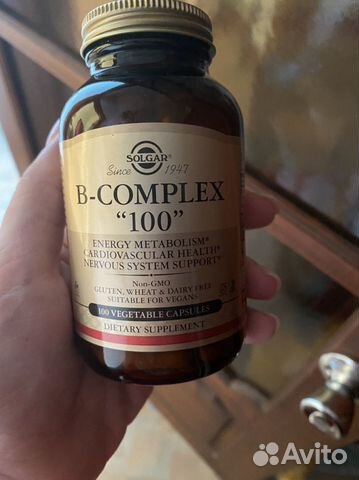 SOLGAR®
Since 1947
B-COMPLEX
"100"
ENERGY METABOLISM*
CARDIOVASCULAR HEALTH*
NERVOUS SYSTEM SUPPORT*
NON-GMO
GLUTEN, WHEAT & DAIRY FREE
SUITABLE FOR VEGANS
100 VEGETABLE CAPSULES
DIETARY SUPPLEMENT
Avito